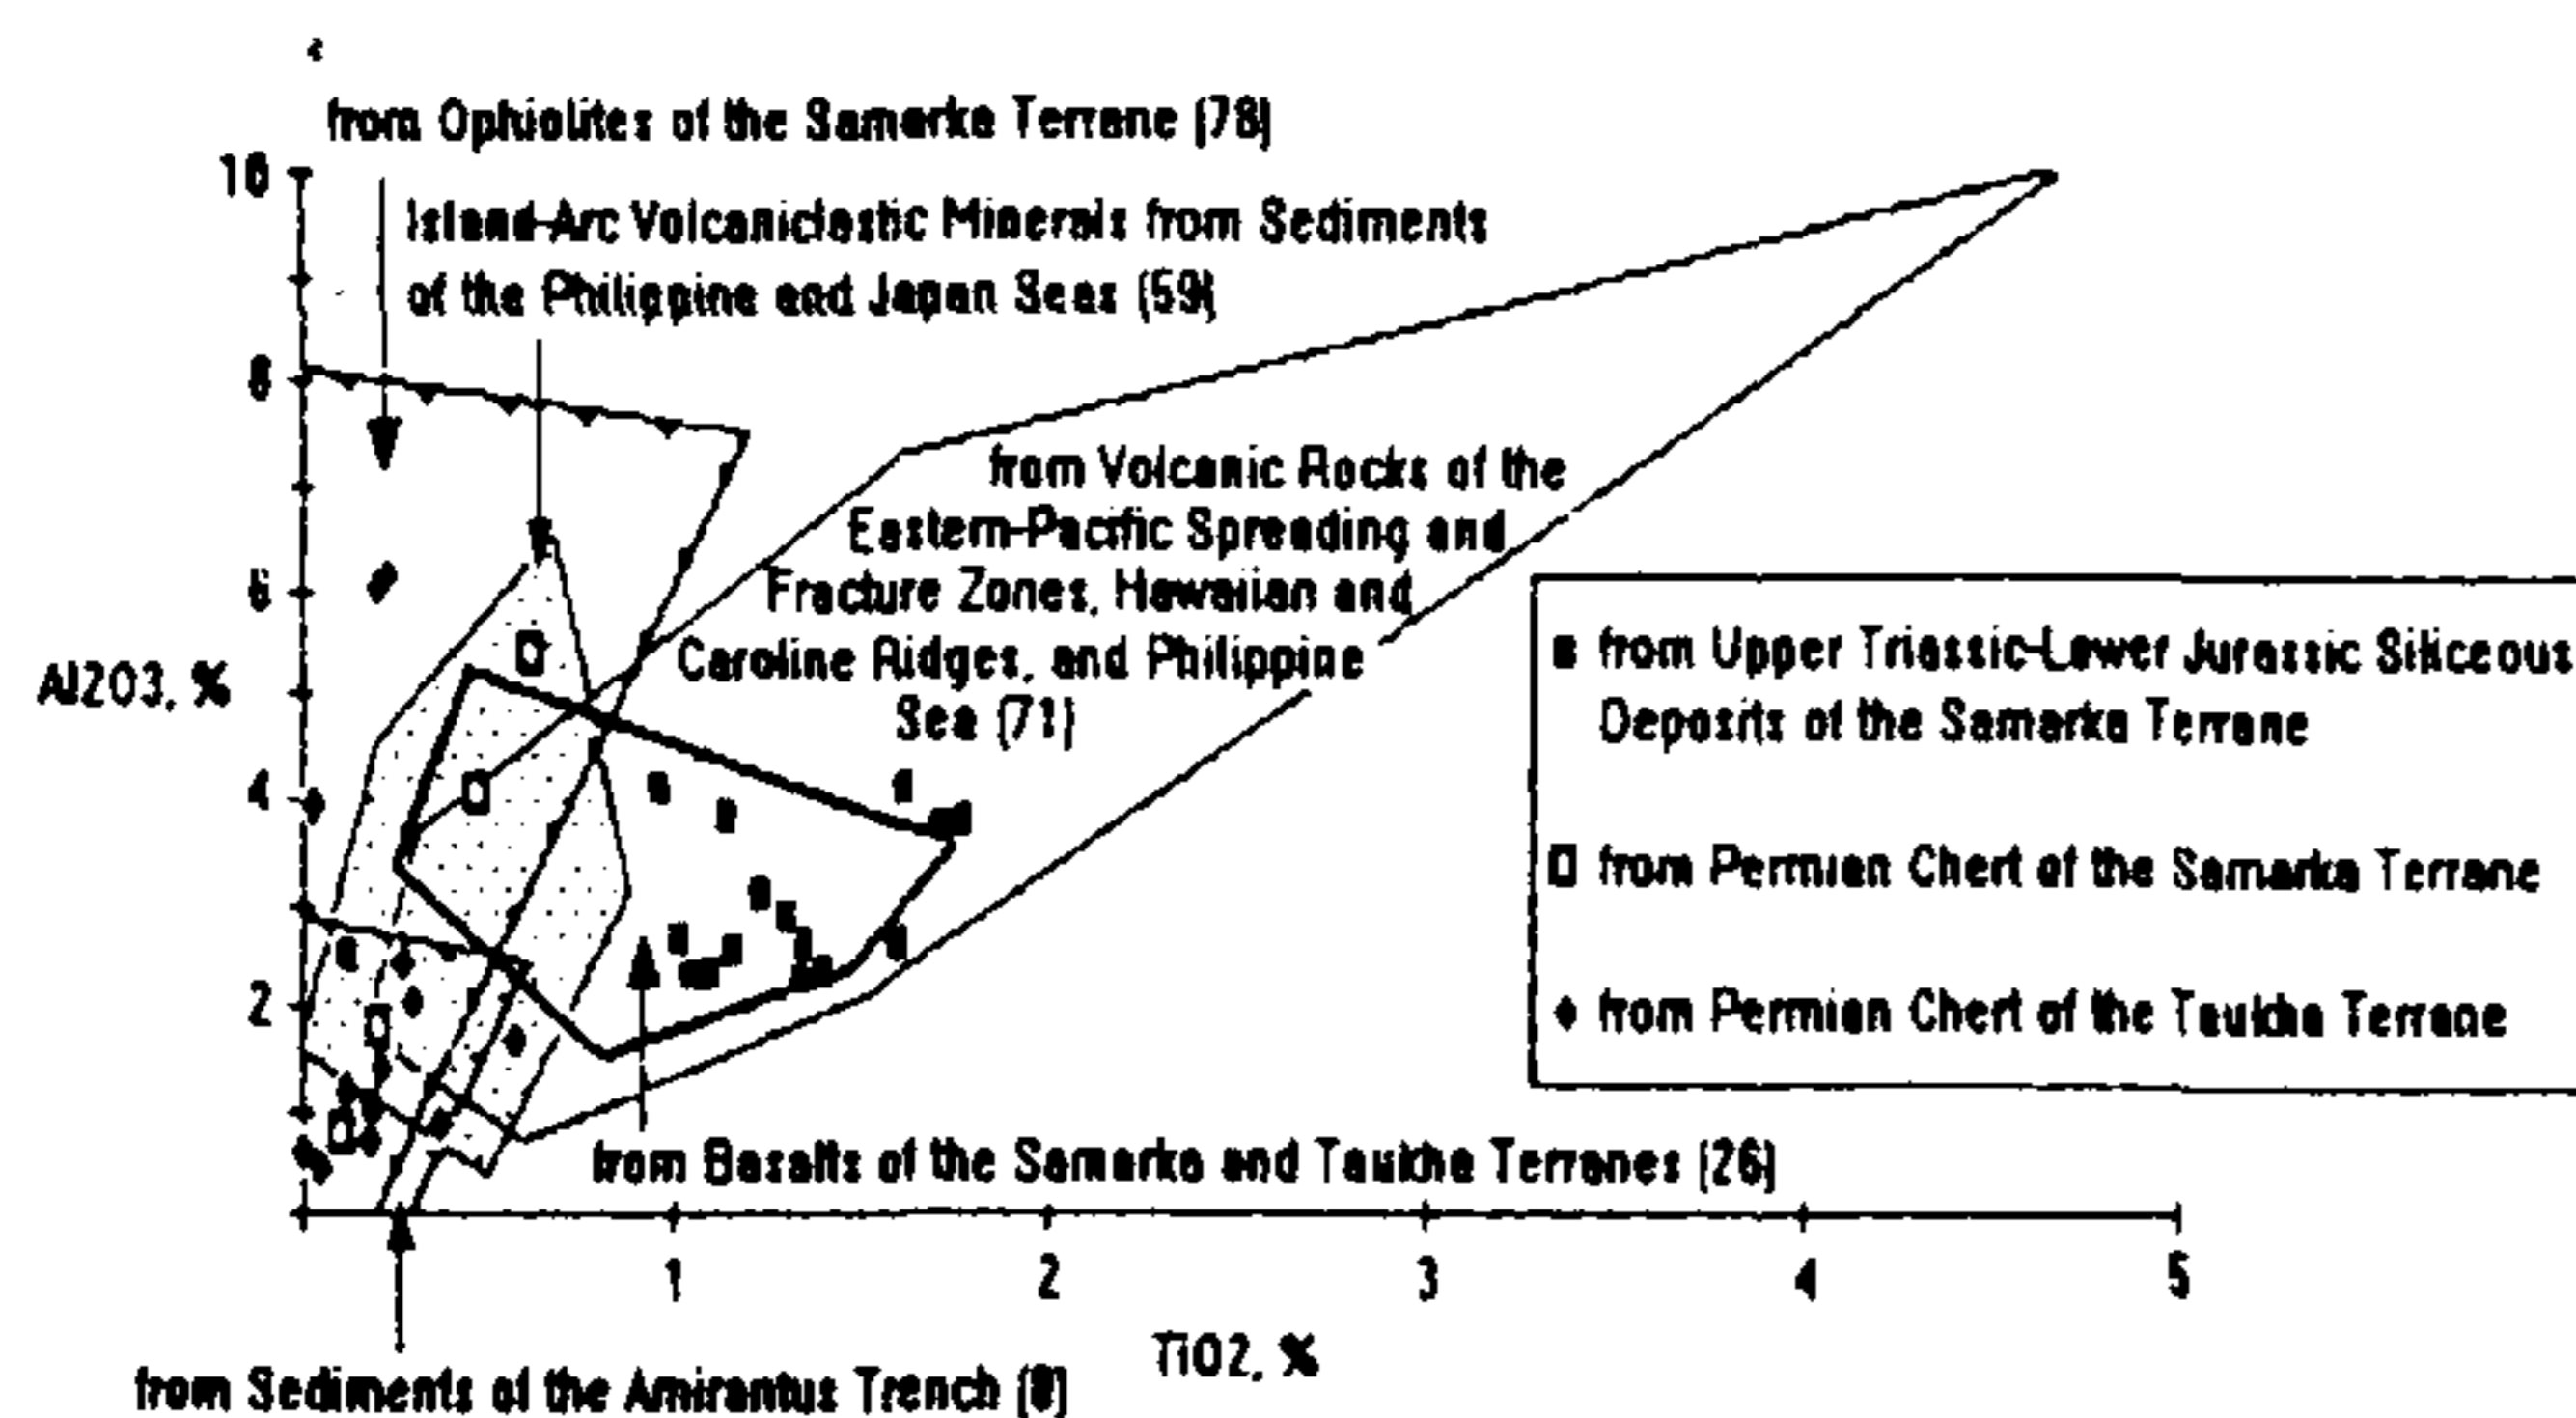 from Ophiolites of the Samarka Terrane (78)
10
Island-Arc Volcaniclastic Minerals from Sediments
of the Philippine and Japan Seas (59)
8
from Volcanic Rocks of the
Eastern-Pacific Spreading and
Fracture Zones, Hawaiian and
Caroline Ridges, and Philippine
Sea (71)
6
Al2O3, %
4
2
from Upper Triassic-Lower Jurassic Siliceous
Deposits of the Samarka Terrane
from Permian Chert of the Samarka Terrane
from Permian Chert of the Taukha Terrane
from Basalts of the Samarka and Taukha Terranes (26)
1 2 3 4 5
TiO2, %
from Sediments of the Amirantus Trench (8)